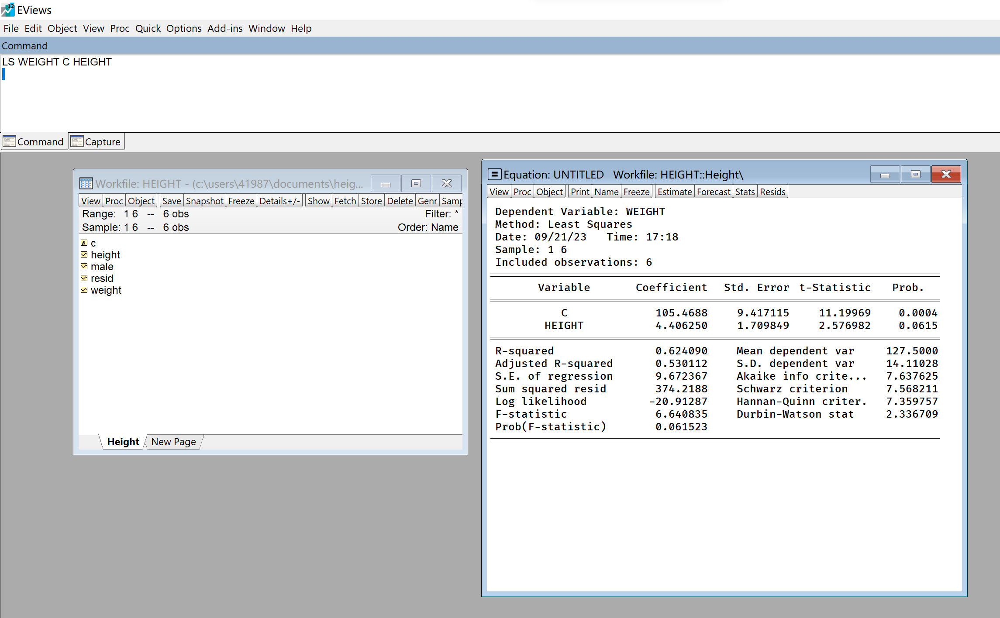 12 EViews
File Edit Object View Proc Quick Options Add-ins Window Help
Command
LS WEIGHT C HEIGHT
Command Capture
Workfile: HEIGHT - (c:\users\41987\documents\heig...
View Proc Object Save Snapshot Freeze Details+/- Show Fetch Store Delete Genr Samp
Range: 1 6 -- 6 obs Filter: *
Sample: 1 6 -- 6 obs Order: Name
β c
height
male
resid
weight
Height New Page
Equation: UNTITLED Workfile: HEIGHT::Height\
View Proc Object Print Name Freeze Estimate Forecast Stats Resids
Dependent Variable: WEIGHT
Method: Least Squares
Date: 09/21/23 Time: 17:18
Sample: 1 6
Included observations: 6
Variable Coefficient Std. Error t-Statistic Prob.
C 105.4688 9.417115 11.19969 0.0004
HEIGHT 4.406250 1.709849 2.576982 0.0615
R-squared 0.624090 Mean dependent var 127.5000
Adjusted R-squared 0.530112 S.D. dependent var 14.11028
S.E. of regression 9.672367 Akaike info crite... 7.637625
Sum squared resid 374.2188 Schwarz criterion 7.568211
Log likelihood -20.91287 Hannan-Quinn criter. 7.359757
F-statistic 6.640835 Durbin-Watson stat 2.336709
Prob(F-statistic) 0.061523